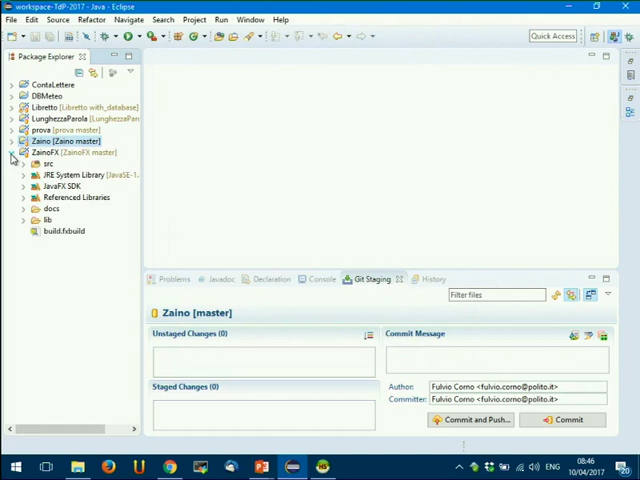 workspace-TdP-2017 - Java - Eclipse
File Edit Source Refactor Navigate Search Project Run Window Help
Quick Access
Package Explorer
ContaLettere
DBMeteo
Libretto [Libretto with_database]
LunghezzaParola [LunghezzaPa
prova [prova master]
Zaino [Zaino master]
ZainoFX [ZainoFX master]
src
JRE System Library [JavaSE-1.
JavaFX SDK
Referenced Libraries
docs
lib
build.fxbuild
Problems Javadoc Declaration Console Git Staging History
Filter files
Zaino [master]
Unstaged Changes (0)
Commit Message
Staged Changes (0)
Author: Fulvio Corno <fulvio.corno@polito.it>
Committer: Fulvio Corno <fulvio.corno@polito.it>
Commit and Push...
Commit
08:46
10/04/2017
20